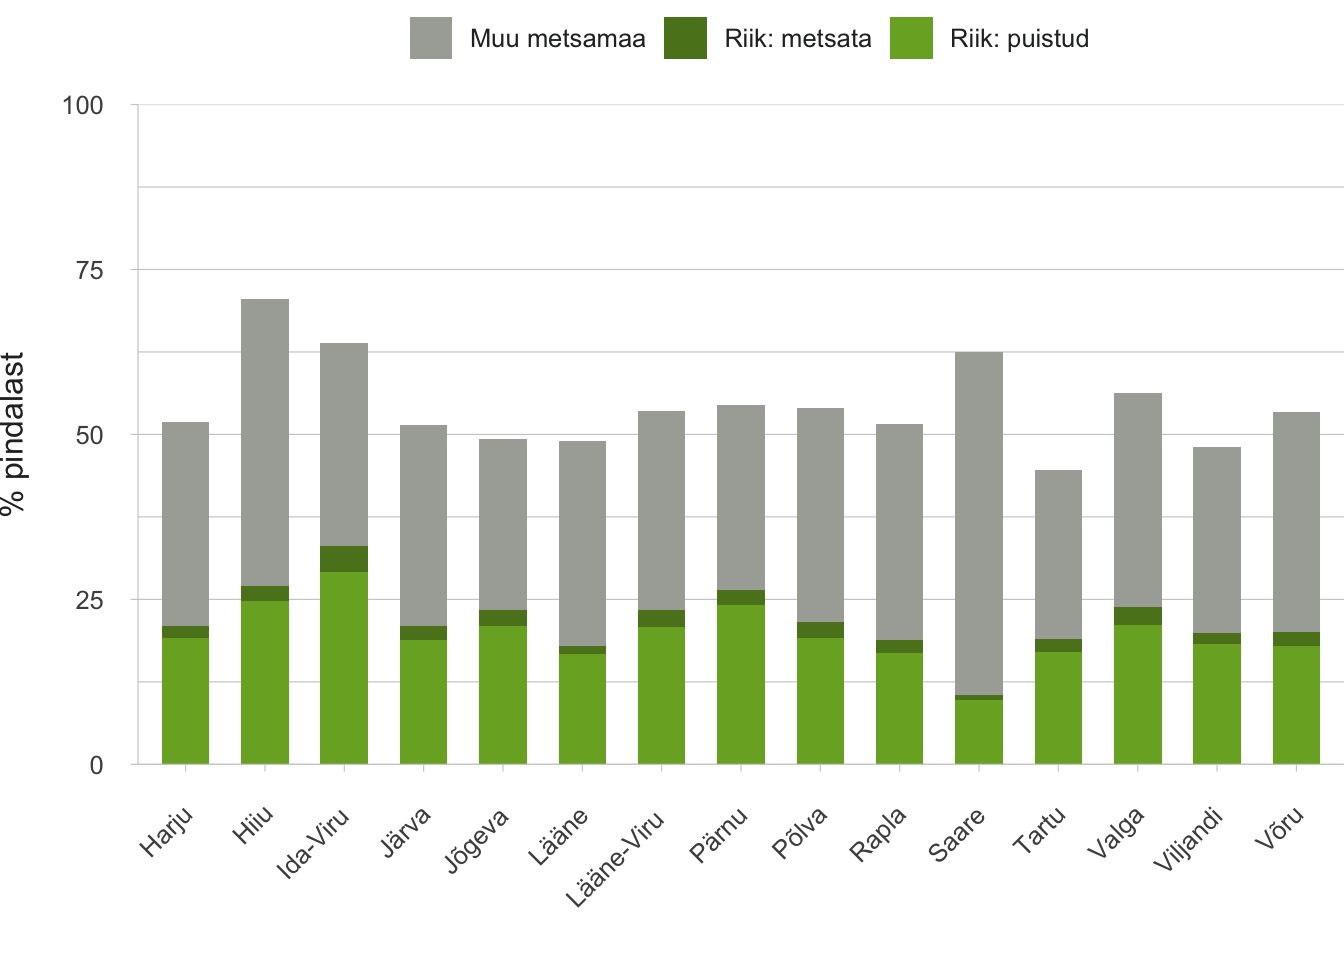 Muu metsamaa Riik: metsata Riik: puistud
100
75
50
25
0
% pindalast
Harju
Hiiu
Ida-Viru
Järva
Jõgeva
Lääne
Lääne-Viru
Pärnu
Põlva
Rapla
Saare
Tartu
Valga
Viljandi
Võru